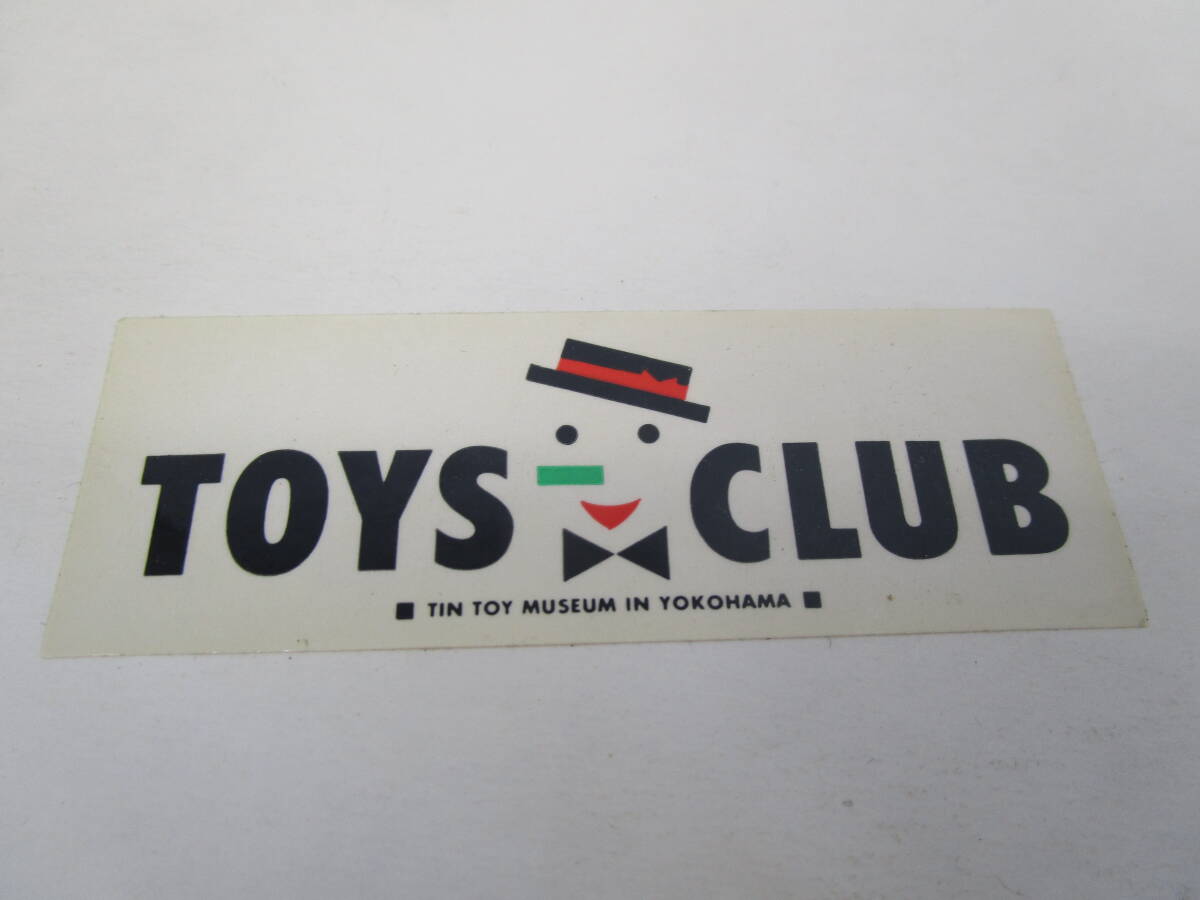 TOYS CLUB
■ TIN TOY MUSEUM IN YOKOHAMA ■